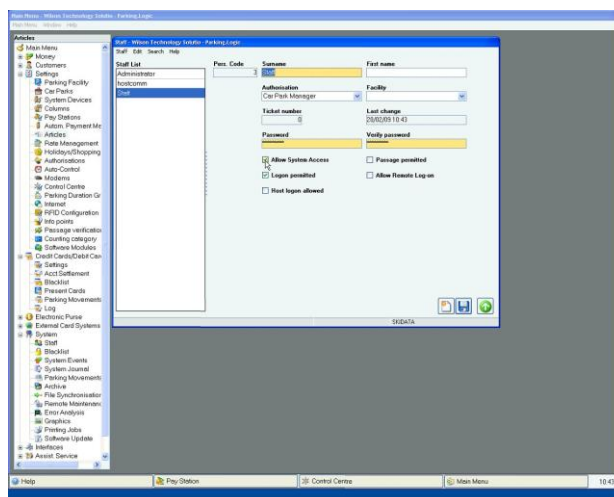 Main Menu - Wilson Technology Solutio - Parking.Logic
Main Menu Window Help
Articles
Main Menu
Money
Customers
Settings
Parking Facility
Car Parks
System Devices
Columns
Pay Stations
Autom. Payment Ma
Articles
Rate Management
Holidays/Shopping
Authorisations
Auto-Control
Modems
Control Centre
Parking Duration Gr
Internet
RFID Configuration
Info points
Passage verificatio
Counting category
Software Modules
Credit Cards/Debit Car
Settings
Acct Settlement
Blacklist
Present Cards
Parking Movements
Log
Electronic Purse
External Card Systems
System
Staff
Blacklist
System Events
System Journal
Parking Movements
Archive
File Synchronisation
Remote Maintenanc
Error Analysis
Graphics
Printing Jobs
Software Update
Interfaces
Assist Service
Staff - Wilson Technology Solutio - Parking.Logic
Staff Edit Search Help
Staff List
Administrator
hostcomm
Staff
Pers. Code
3
Surname
Staff
First name
Authorisation
Car Park Manager
Facility
Ticket number
0
Last change
20/02/09 10:43
Password
Verify password
Allow System Access
Passage permitted
Logon permitted
Allow Remote Log-on
Host logon allowed
SKIDATA
Help
Pay Station
Control Centre
Main Menu
10:43